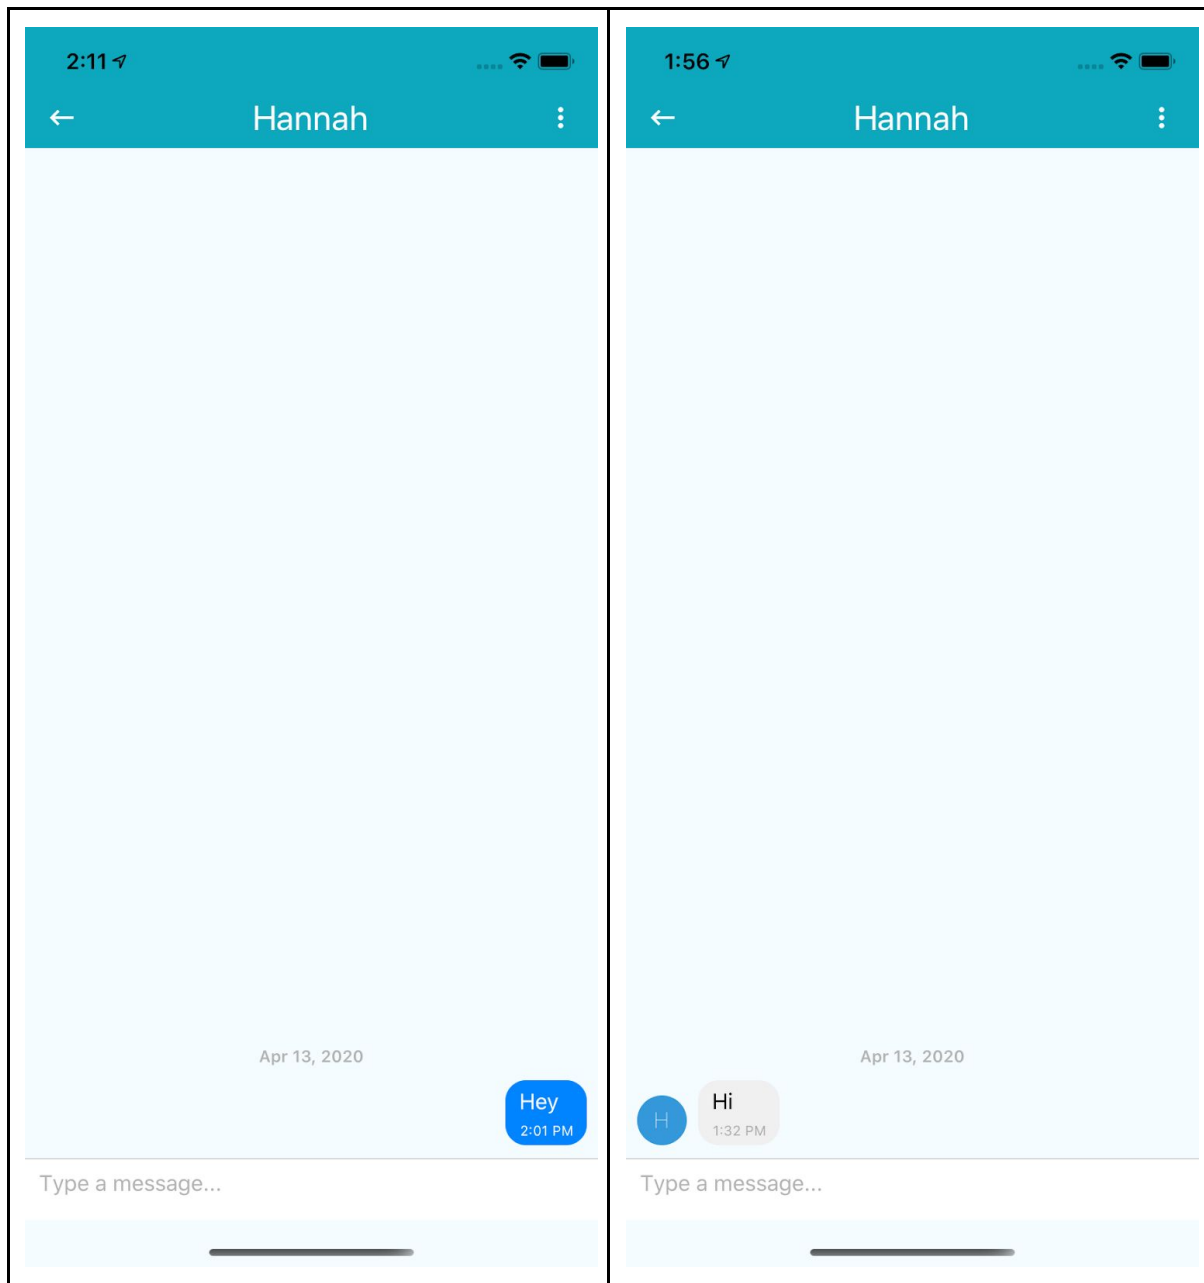 2:11
Hannah
Apr 13, 2020
Hey
2:01 PM
Type a message...
1:56
Hannah
Apr 13, 2020
H
Hi
1:32 PM
Type a message...